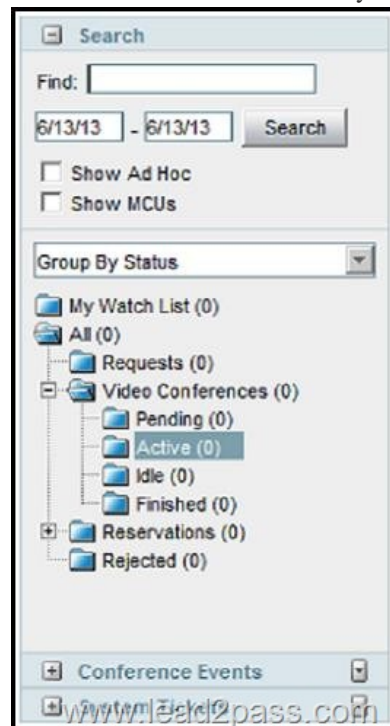 Search
Find:
6/13/13 - 6/13/13 Search
Show Ad Hoc
Show MCUs
Group By Status
My Watch List (0)
All (0)
Requests (0)
Video Conferences (0)
Pending (0)
Active (0)
Idle (0)
Finished (0)
Reservations (0)
Rejected (0)
Conference Events
System Tickets
www.lead2pass.com